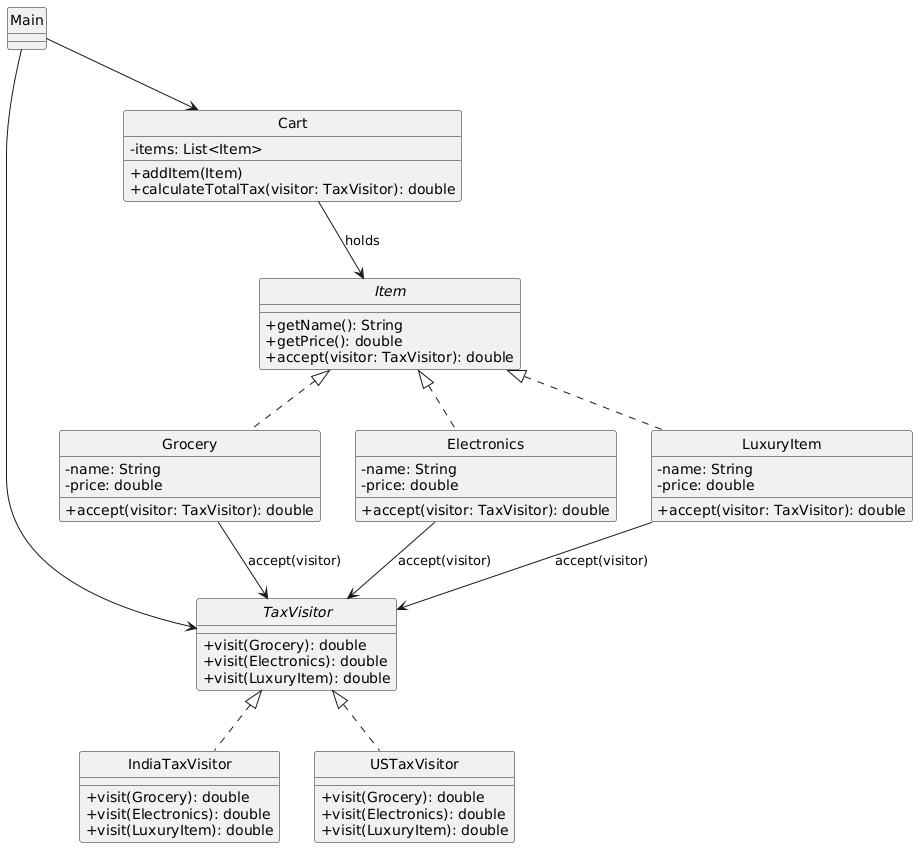 Main
Cart
-items: List<Item>
+addItem(Item)
+calculateTotalTax(visitor: TaxVisitor): double
holds
Item
+getName(): String
+getPrice(): double
+accept(visitor: TaxVisitor): double
Grocery
-name: String
-price: double
+accept(visitor: TaxVisitor): double
Electronics
-name: String
-price: double
+accept(visitor: TaxVisitor): double
LuxuryItem
-name: String
-price: double
+accept(visitor: TaxVisitor): double
accept(visitor)
accept(visitor)
accept(visitor)
TaxVisitor
+visit(Grocery): double
+visit(Electronics): double
+visit(LuxuryItem): double
IndiaTaxVisitor
+visit(Grocery): double
+visit(Electronics): double
+visit(LuxuryItem): double
USTaxVisitor
+visit(Grocery): double
+visit(Electronics): double
+visit(LuxuryItem): double